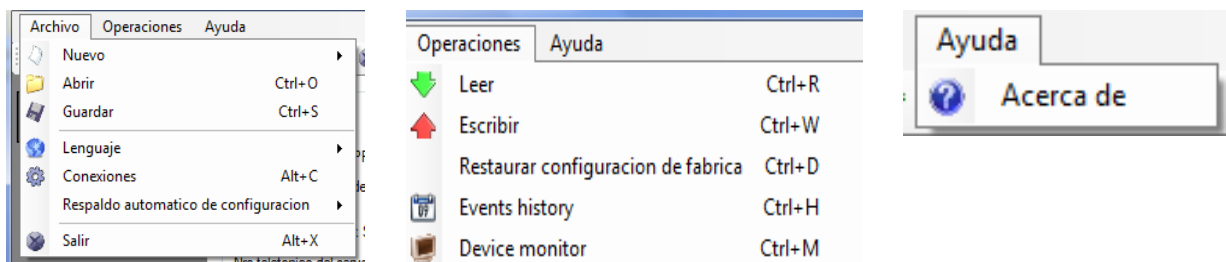 Archivo Operaciones Ayuda
Nuevo
Abrir Ctrl+O
Guardar Ctrl+S
Lenguaje
Conexiones Alt+C
Respaldo automatico de configuracion
Salir Alt+X
Operaciones Ayuda
Leer Ctrl+R
Escribir Ctrl+W
Restaurar configuracion de fabrica Ctrl+D
Events history Ctrl+H
Device monitor Ctrl+M
Ayuda
Acerca de